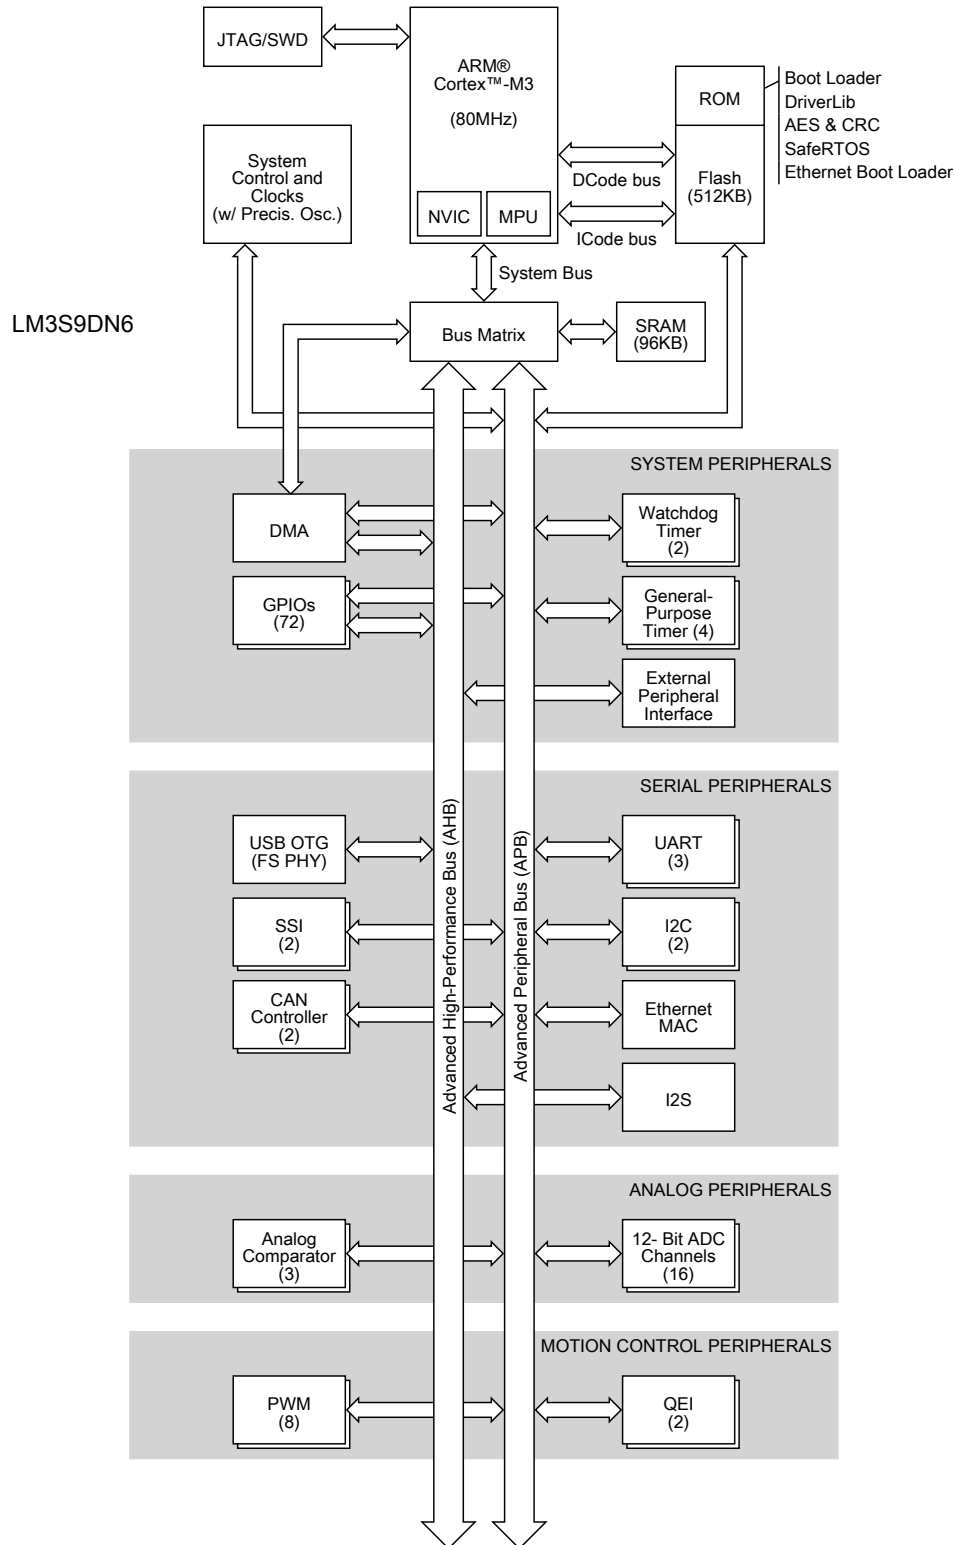 JTAG/SWD
ARM®
Cortex™-M3
(80MHz)
NVIC
MPU
System
Control and
Clocks
(w/ Precis. Osc.)
ROM
Flash
(512KB)
Boot Loader
DriverLib
AES & CRC
SafeRTOS
Ethernet Boot Loader
DCode bus
ICode bus
System Bus
LM3S9DN6
Bus Matrix
SRAM
(96KB)
SYSTEM PERIPHERALS
DMA
Watchdog
Timer
(2)
GPIOs
(72)
General-
Purpose
Timer (4)
External
Peripheral
Interface
Advanced High-Performance Bus (AHB)
Advanced Peripheral Bus (APB)
SERIAL PERIPHERALS
USB OTG
(FS PHY)
UART
(3)
SSI
(2)
I2C
(2)
CAN
Controller
(2)
Ethernet
MAC
I2S
ANALOG PERIPHERALS
Analog
Comparator
(3)
12- Bit ADC
Channels
(16)
MOTION CONTROL PERIPHERALS
PWM
(8)
QEI
(2)